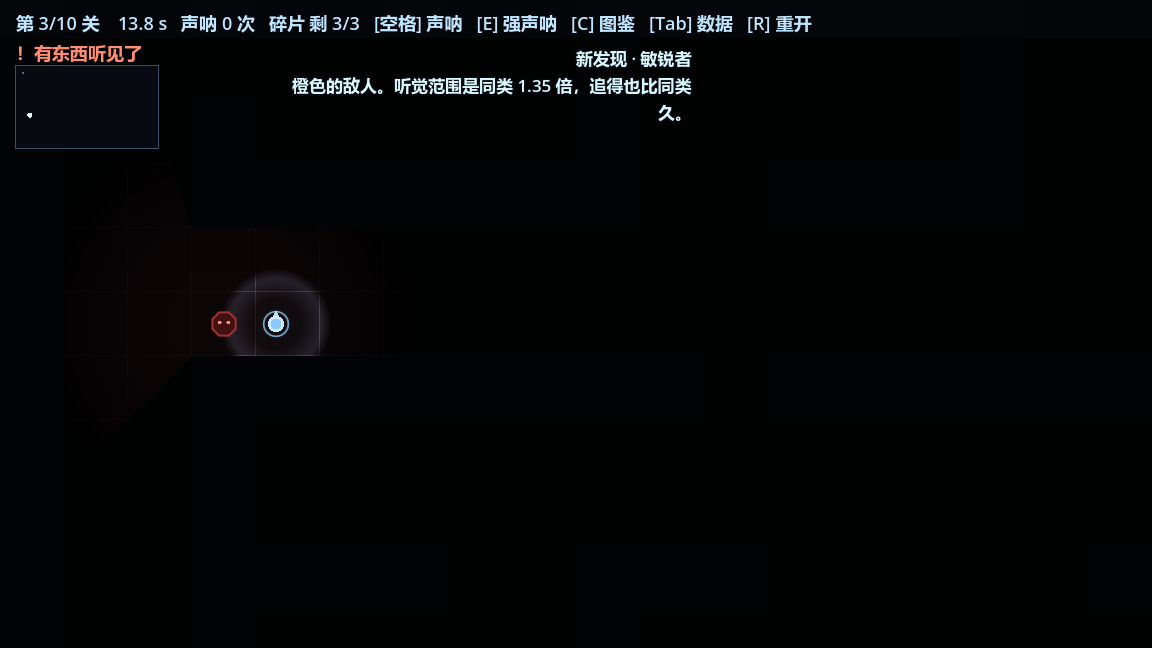 第 3/10 关 13.8 s 声呐 0 次 碎片 剩 3/3 [空格] 声呐 [E] 强声呐 [C] 图鉴 [Tab] 数据 [R] 重开
！有东西听见了
新发现 · 敏锐者
橙色的敌人。听觉范围是同类 1.35 倍，追得也比同类
久。